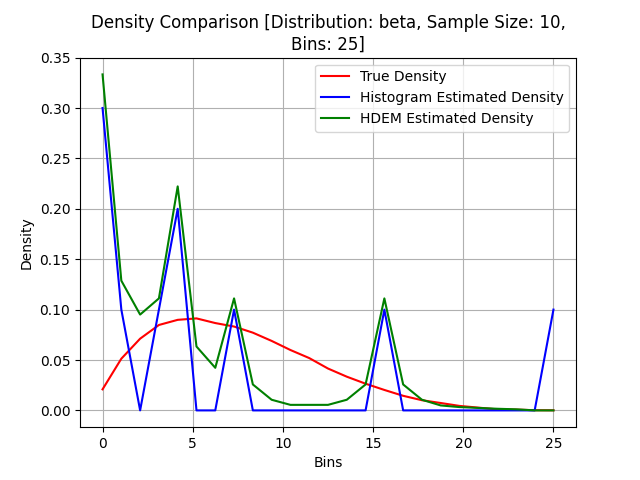 Density Comparison [Distribution: beta, Sample Size: 10,
Bins: 25]
True Density
Histogram Estimated Density
HDEM Estimated Density
Density
0.35
0.30
0.25
0.20
0.15
0.10
0.05
0.00
0 5 10 15 20 25
Bins